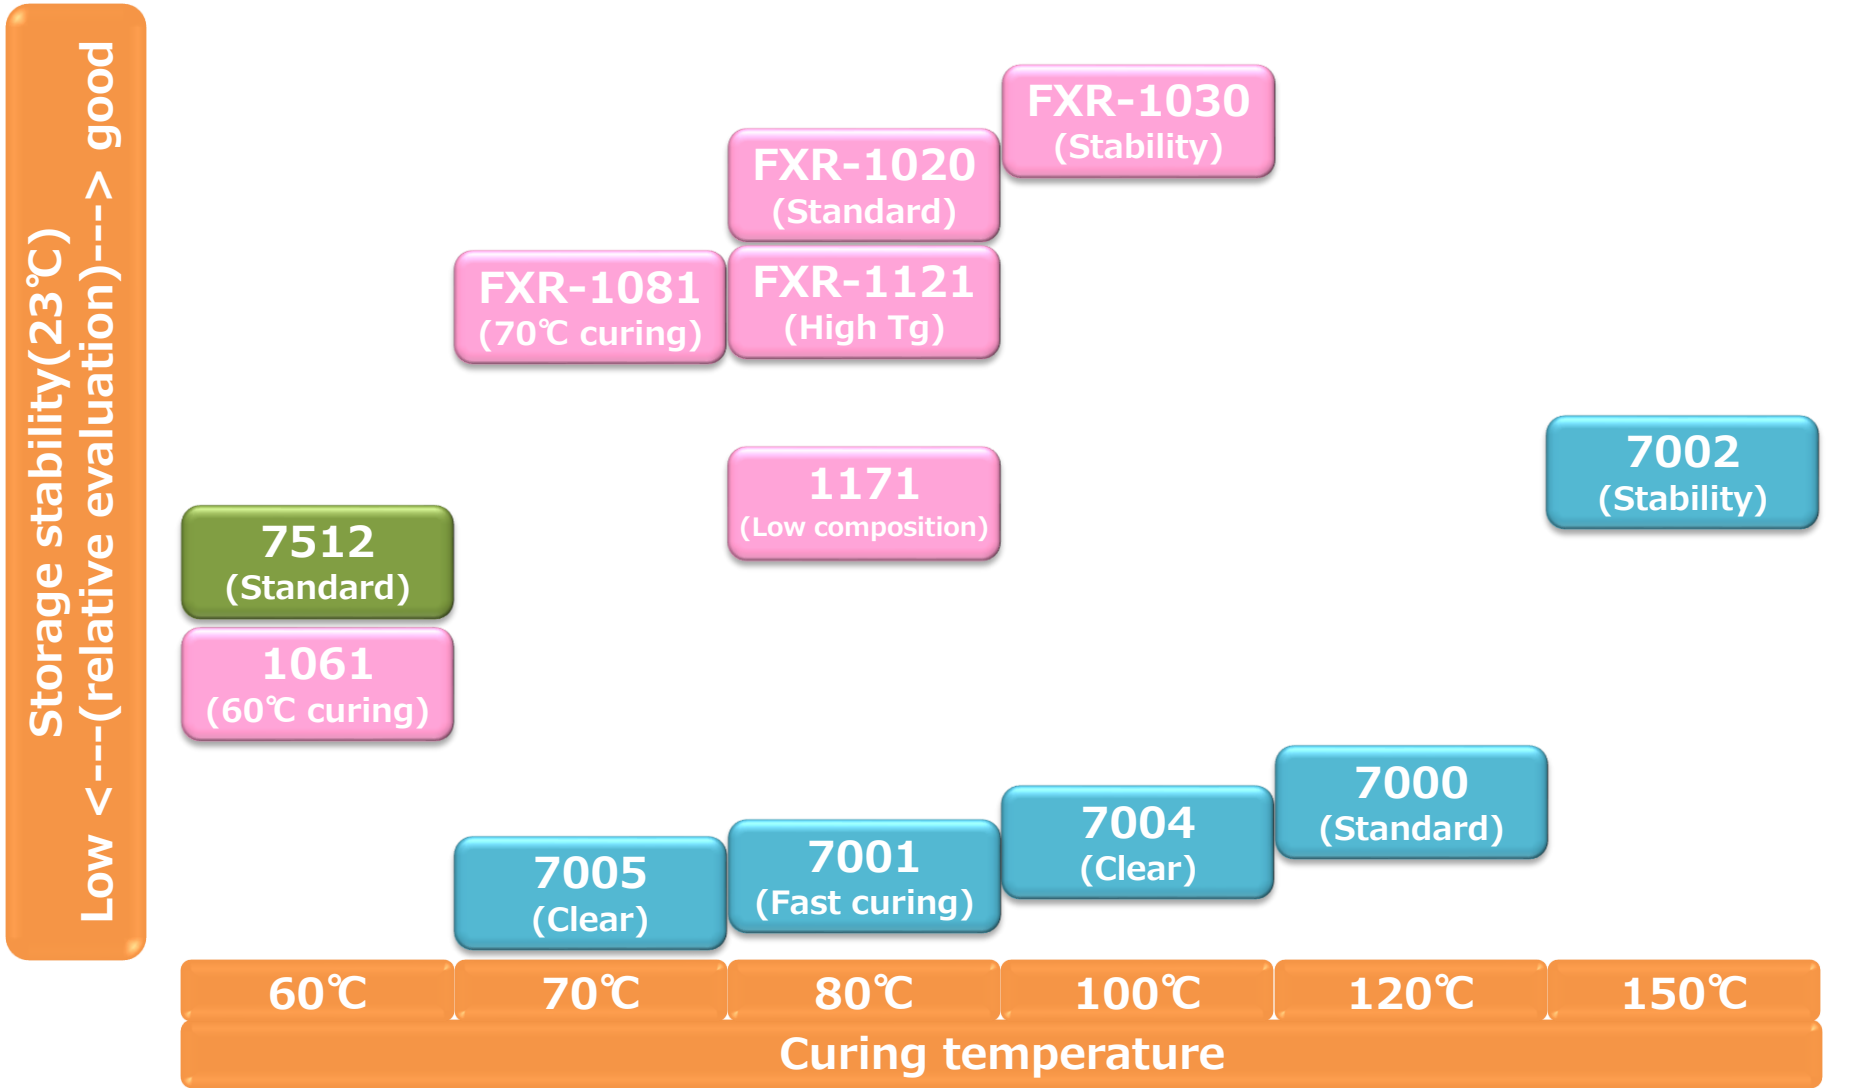 Storage stability(23℃)
Low <----(relative evaluation)----> good
FXR-1030
(Stability)
FXR-1020
(Standard)
FXR-1081
(70℃ curing)
FXR-1121
(High Tg)
7002
(Stability)
1171
(Low composition)
7512
(Standard)
1061
(60℃ curing)
7000
(Standard)
7004
(Clear)
7001
(Fast curing)
7005
(Clear)
60℃
70℃
80℃
100℃
120℃
150℃
Curing temperature